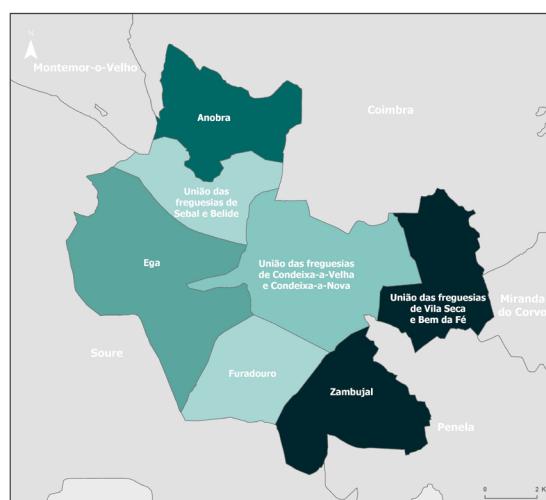 N
Montemor-o-Velho
Coimbra
Anobra
União das
freguesias de
Sebal e Belide
Ega
União das freguesias
de Condeixa-a-Velha
e Condeixa-a-Nova
União das freguesias
de Vila Seca
e Bem da Fé
Miranda
do Corvo
Soure
Furadouro
Zambujal
Penela
0 2 K